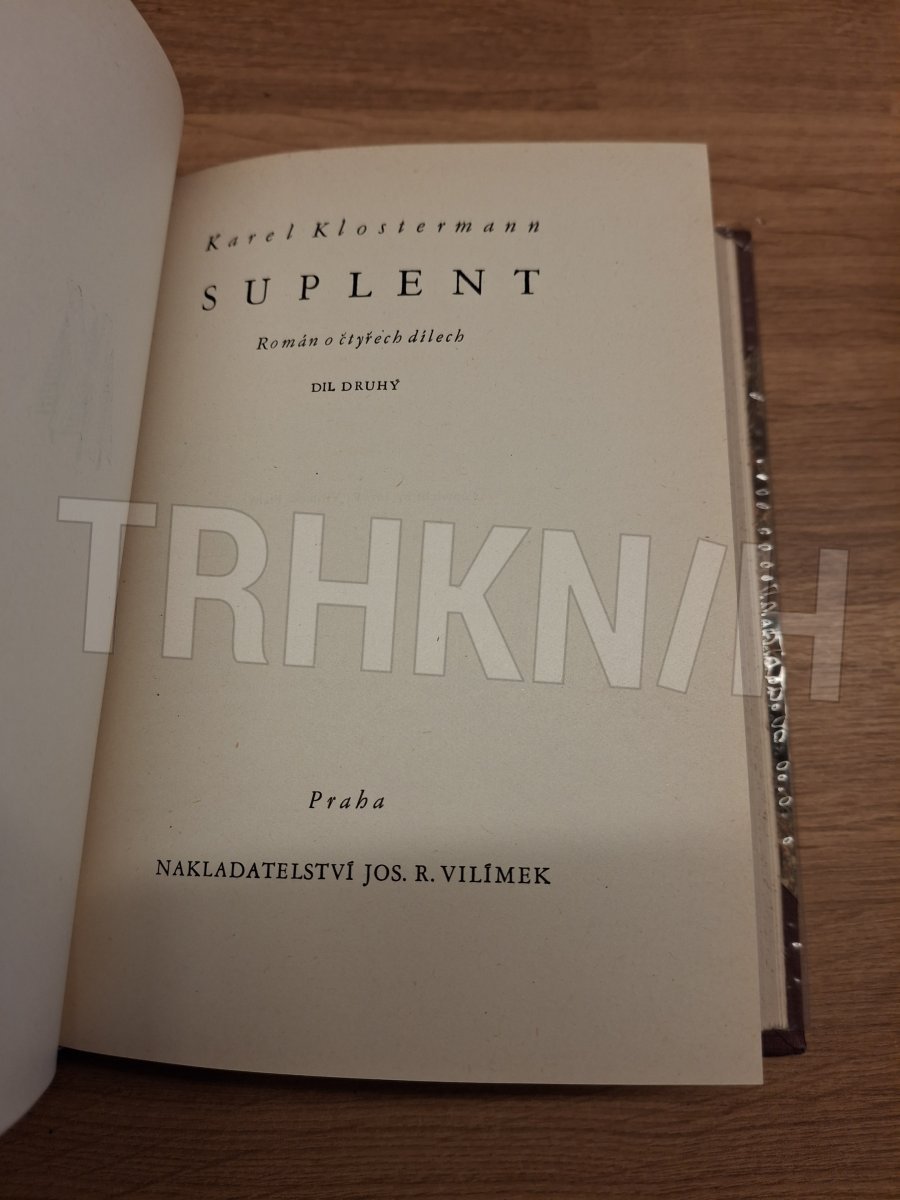 Karel Klostermann
SUPLENT
Román o čtyřech dílech
DIL DRUHÝ
TRHKNIH
Praha
NAKLADATELSTVÍ JOS. R. VILÍMEK